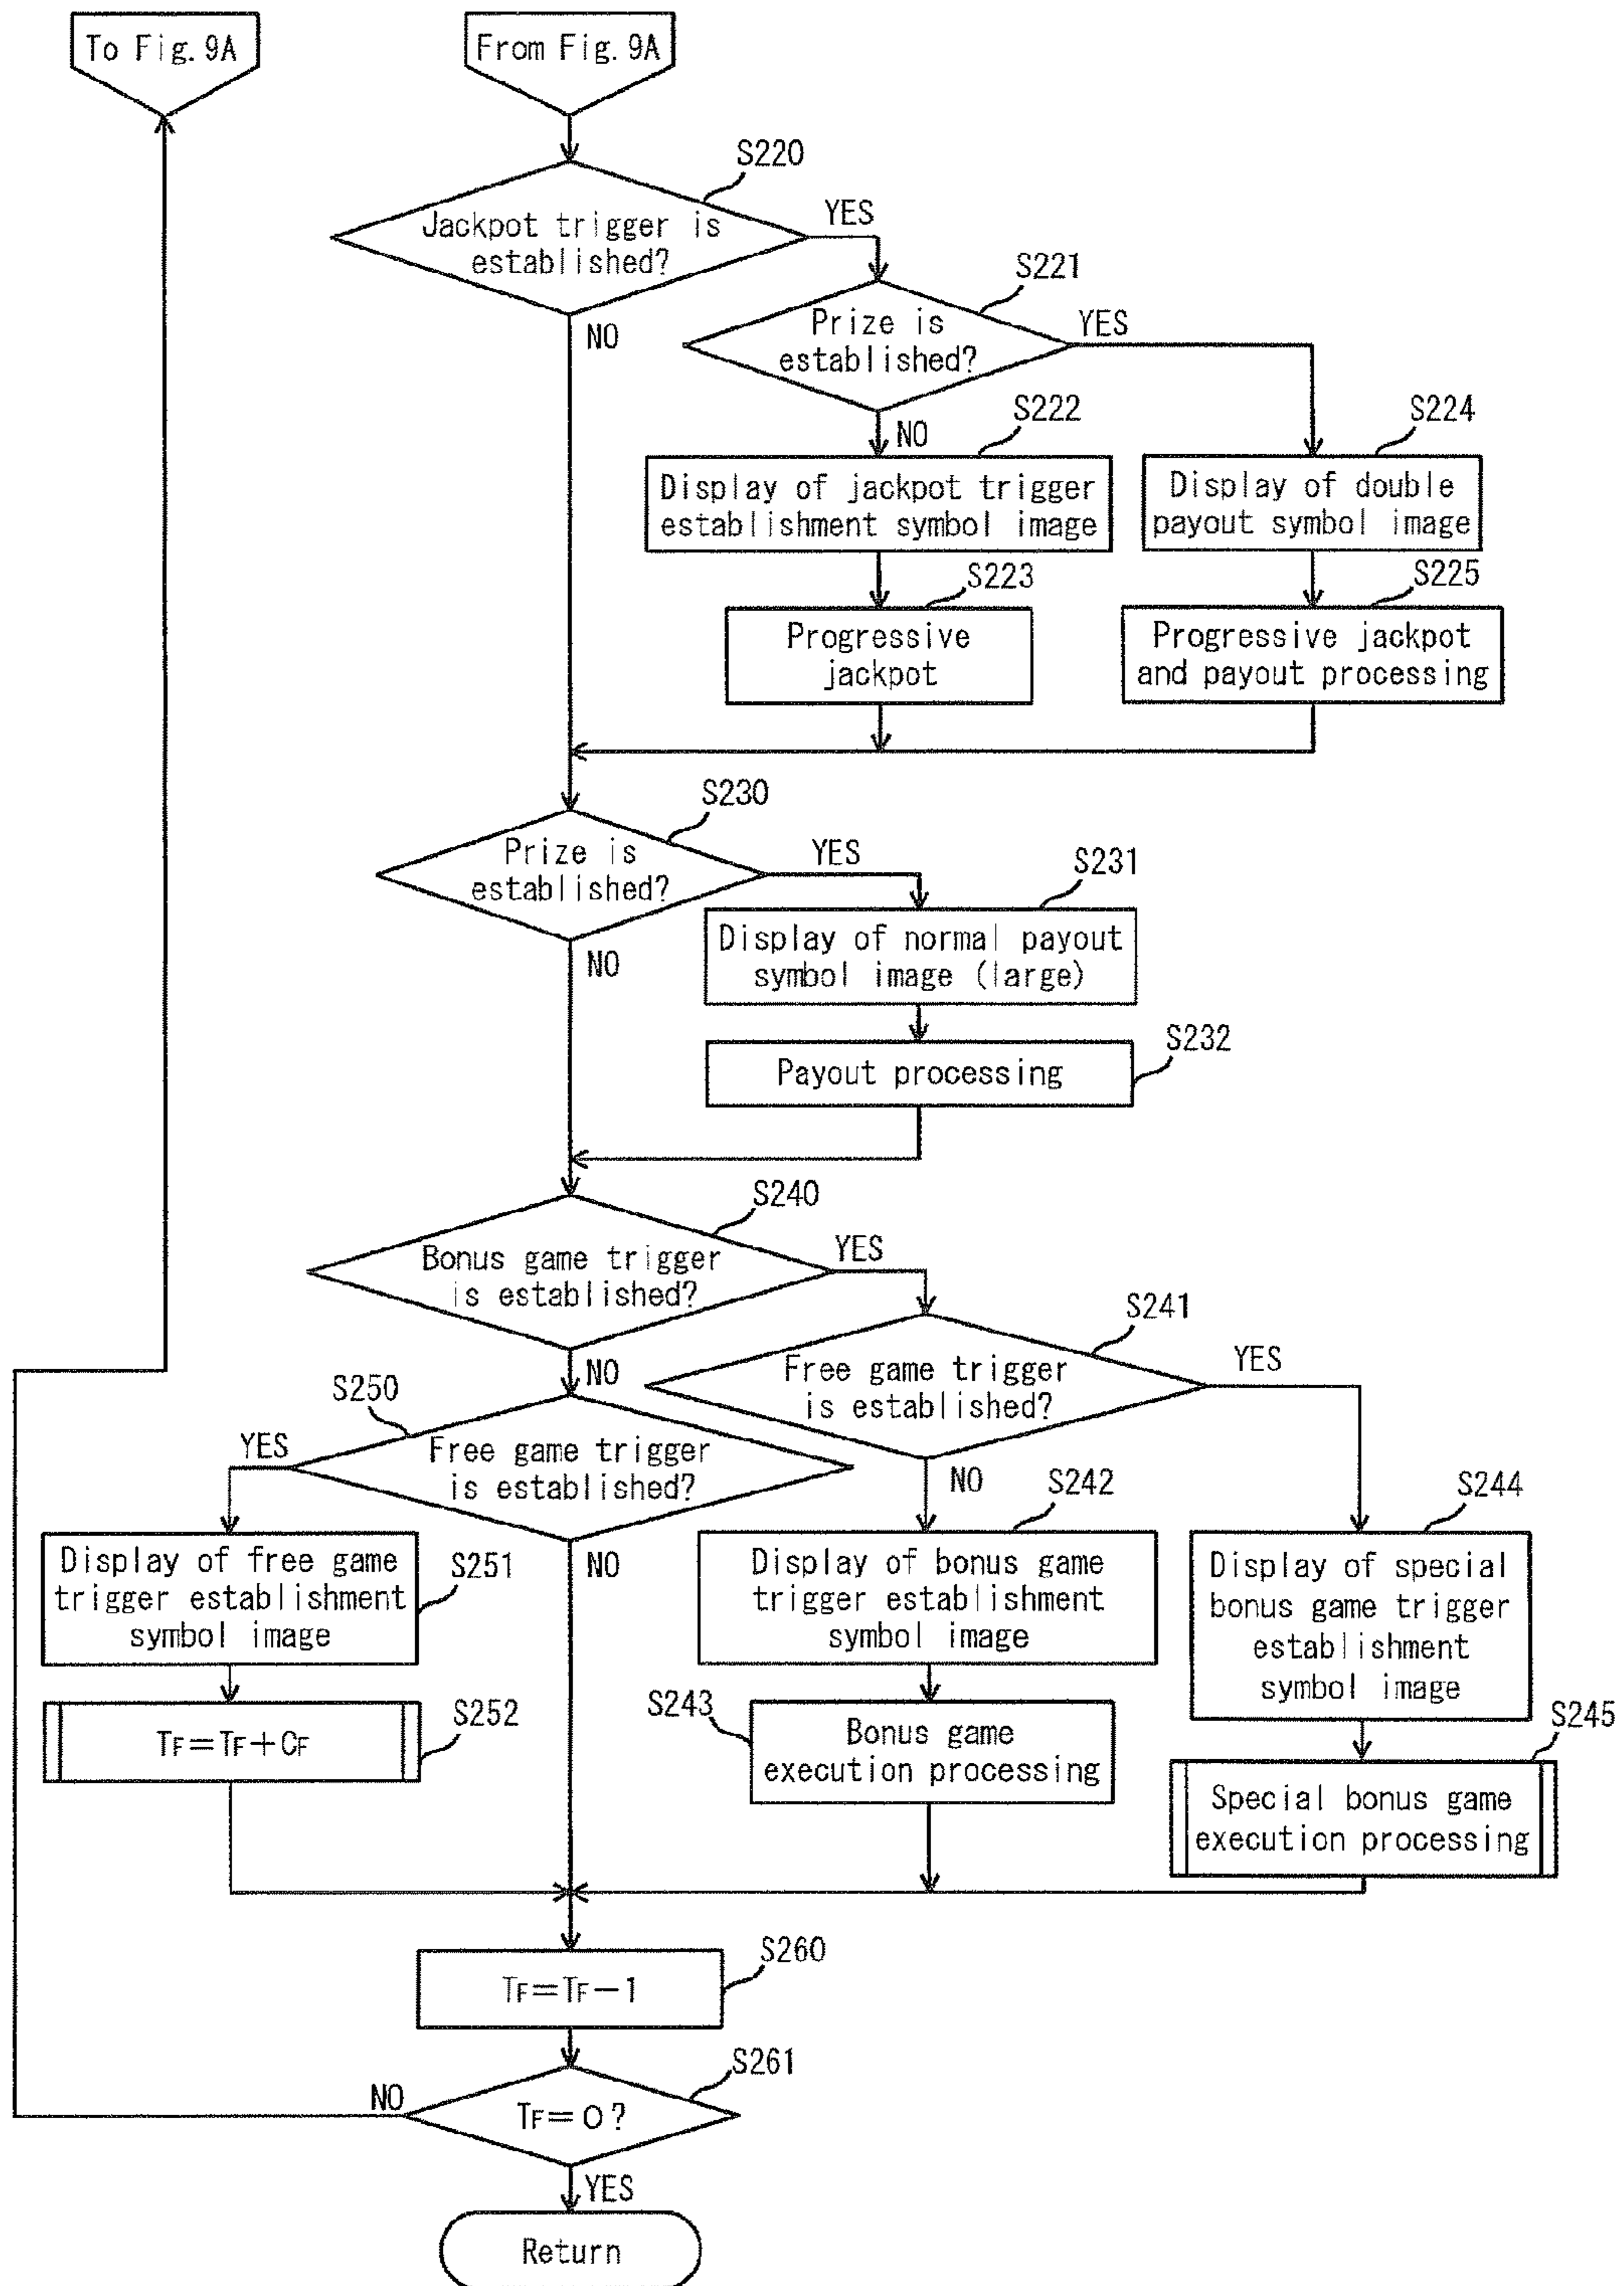 To Fig. 9A
From Fig. 9A
S220
Jackpot trigger is
established?
YES
NO
S221
Prize is
established?
YES
NO
S222
Display of jackpot trigger
establishment symbol image
S224
Display of double
payout symbol image
S223
Progressive
jackpot
S225
Progressive jackpot
and payout processing
S230
Prize is
established?
YES
NO
S231
Display of normal payout
symbol image (large)
S232
Payout processing
S240
Bonus game trigger
is established?
YES
NO
S241
Free game trigger
is established?
YES
NO
S250
Free game trigger
is established?
YES
NO
S251
Display of free game
trigger establishment
symbol image
S242
Display of bonus game
trigger establishment
symbol image
S244
Display of special
bonus game trigger
establishment
symbol image
S252
TF=TF+CF
S243
Bonus game
execution processing
S245
Special bonus game
execution processing
S260
TF=TF-1
S261
TF=0?
NO
YES
Return